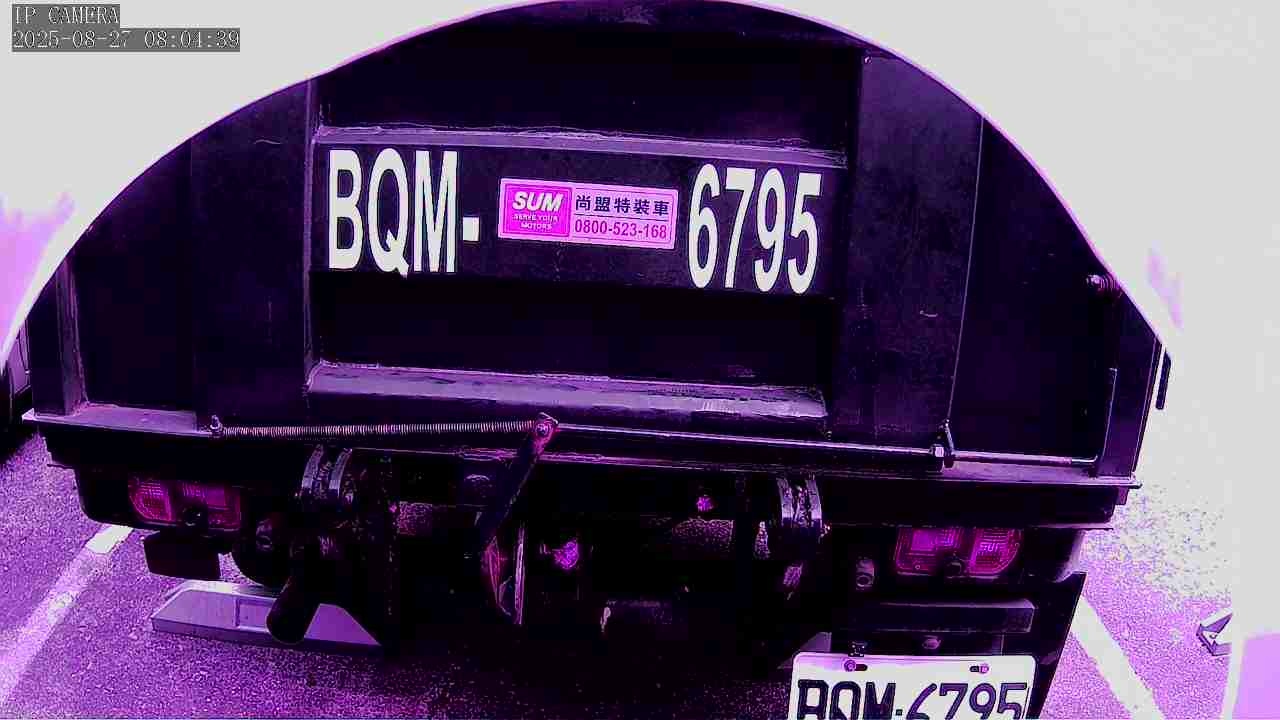 IP CAMERA
2025-08-27 08:04:39
BQM-6795
SUM
SERVE YOUR
MOTORS
尚盟特裝車
0800-523-168
BQM-6795